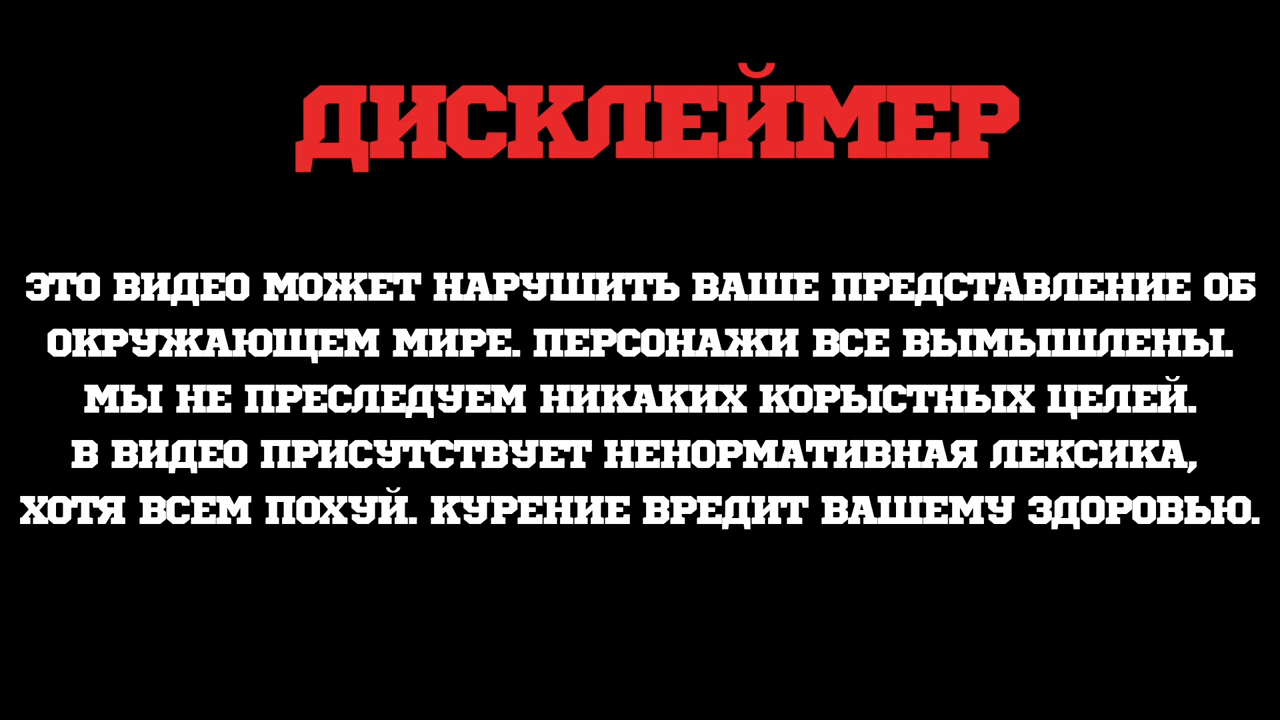 ДИСКЛЕЙМЕР
ЭТО ВИДЕО МОЖЕТ НАРУШИТЬ ВАШЕ ПРЕДСТАВЛЕНИЕ ОБ
ОКРУЖАЮЩЕМ МИРЕ. ПЕРСОНАЖИ ВСЕ ВЫМЫШЛЕНЫ.
МЫ НЕ ПРЕСЛЕДУЕМ НИКАКИХ КОРЫСТНЫХ ЦЕЛЕЙ.
В ВИДЕО ПРИСУТСТВУЕТ НЕНОРМАТИВНАЯ ЛЕКСИКА,
ХОТЯ ВСЕМ ПОХУЙ. КУРЕНИЕ ВРЕДИТ ВАШЕМУ ЗДОРОВЬЮ.